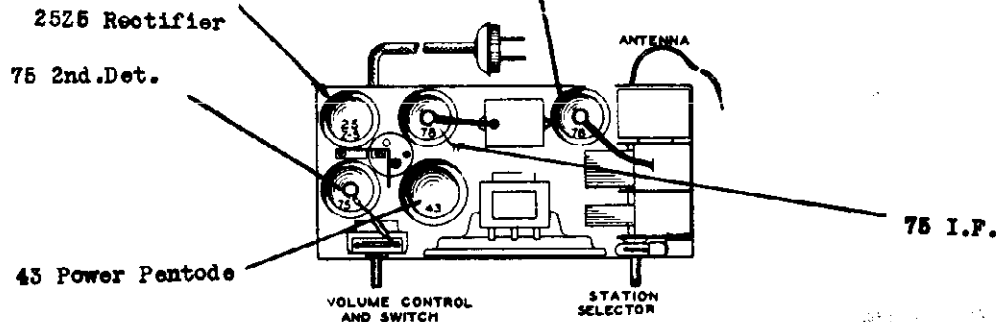 25Z5 Rectifier
ANTENNA
75 2nd.Det.
25
Z5
78
78
75
43
75 I.F.
43 Power Pentode
VOLUME CONTROL
AND SWITCH
STATION
SELECTOR